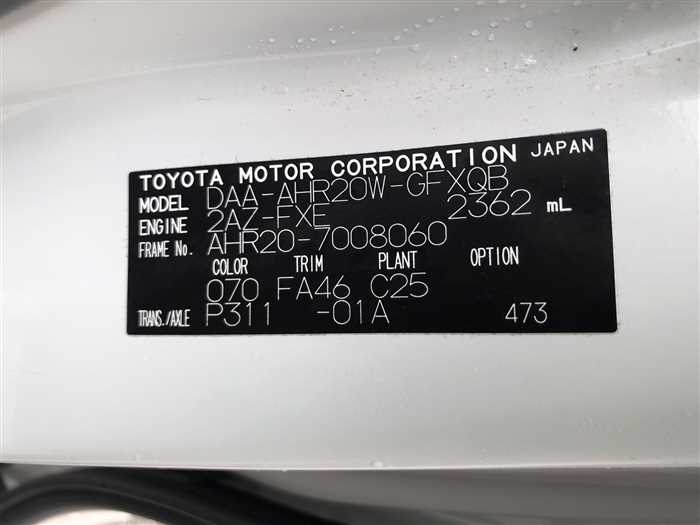 TOYOTA MOTOR CORPORATION JAPAN
MODEL DAA-AHR20W-GFXQB
ENGINE 2AZ-FXE 2362 mL
FRAME No. AHR20-7008060
COLOR TRIM PLANT OPTION
070 FA46 C25
TRANS./AXLE P311 -01A 473